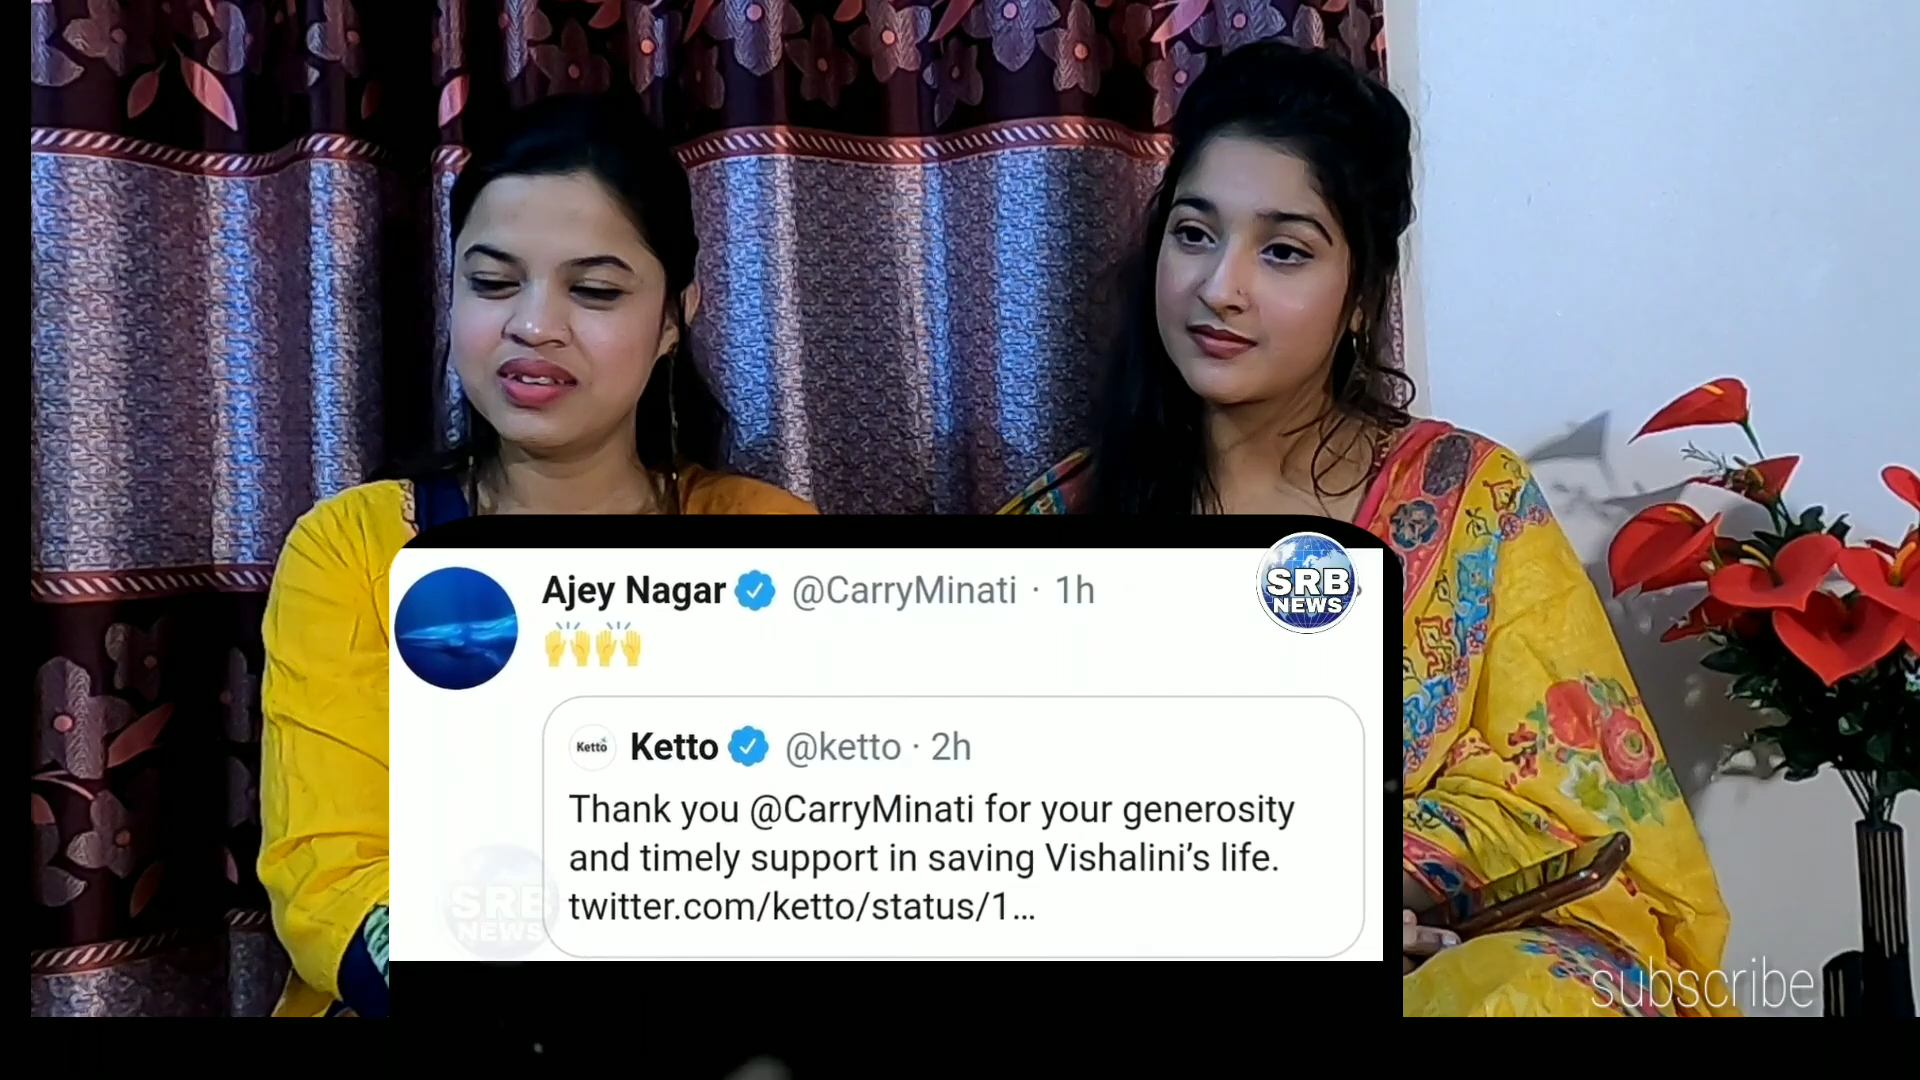 Ajey Nagar @CarryMinati · 1h
🙌🙌
SRB
NEWS
Ketto
Ketto @ketto · 2h
Thank you @CarryMinati for your generosity
and timely support in saving Vishalini’s life.
twitter.com/ketto/status/1...
SRB
NEWS
subscribe